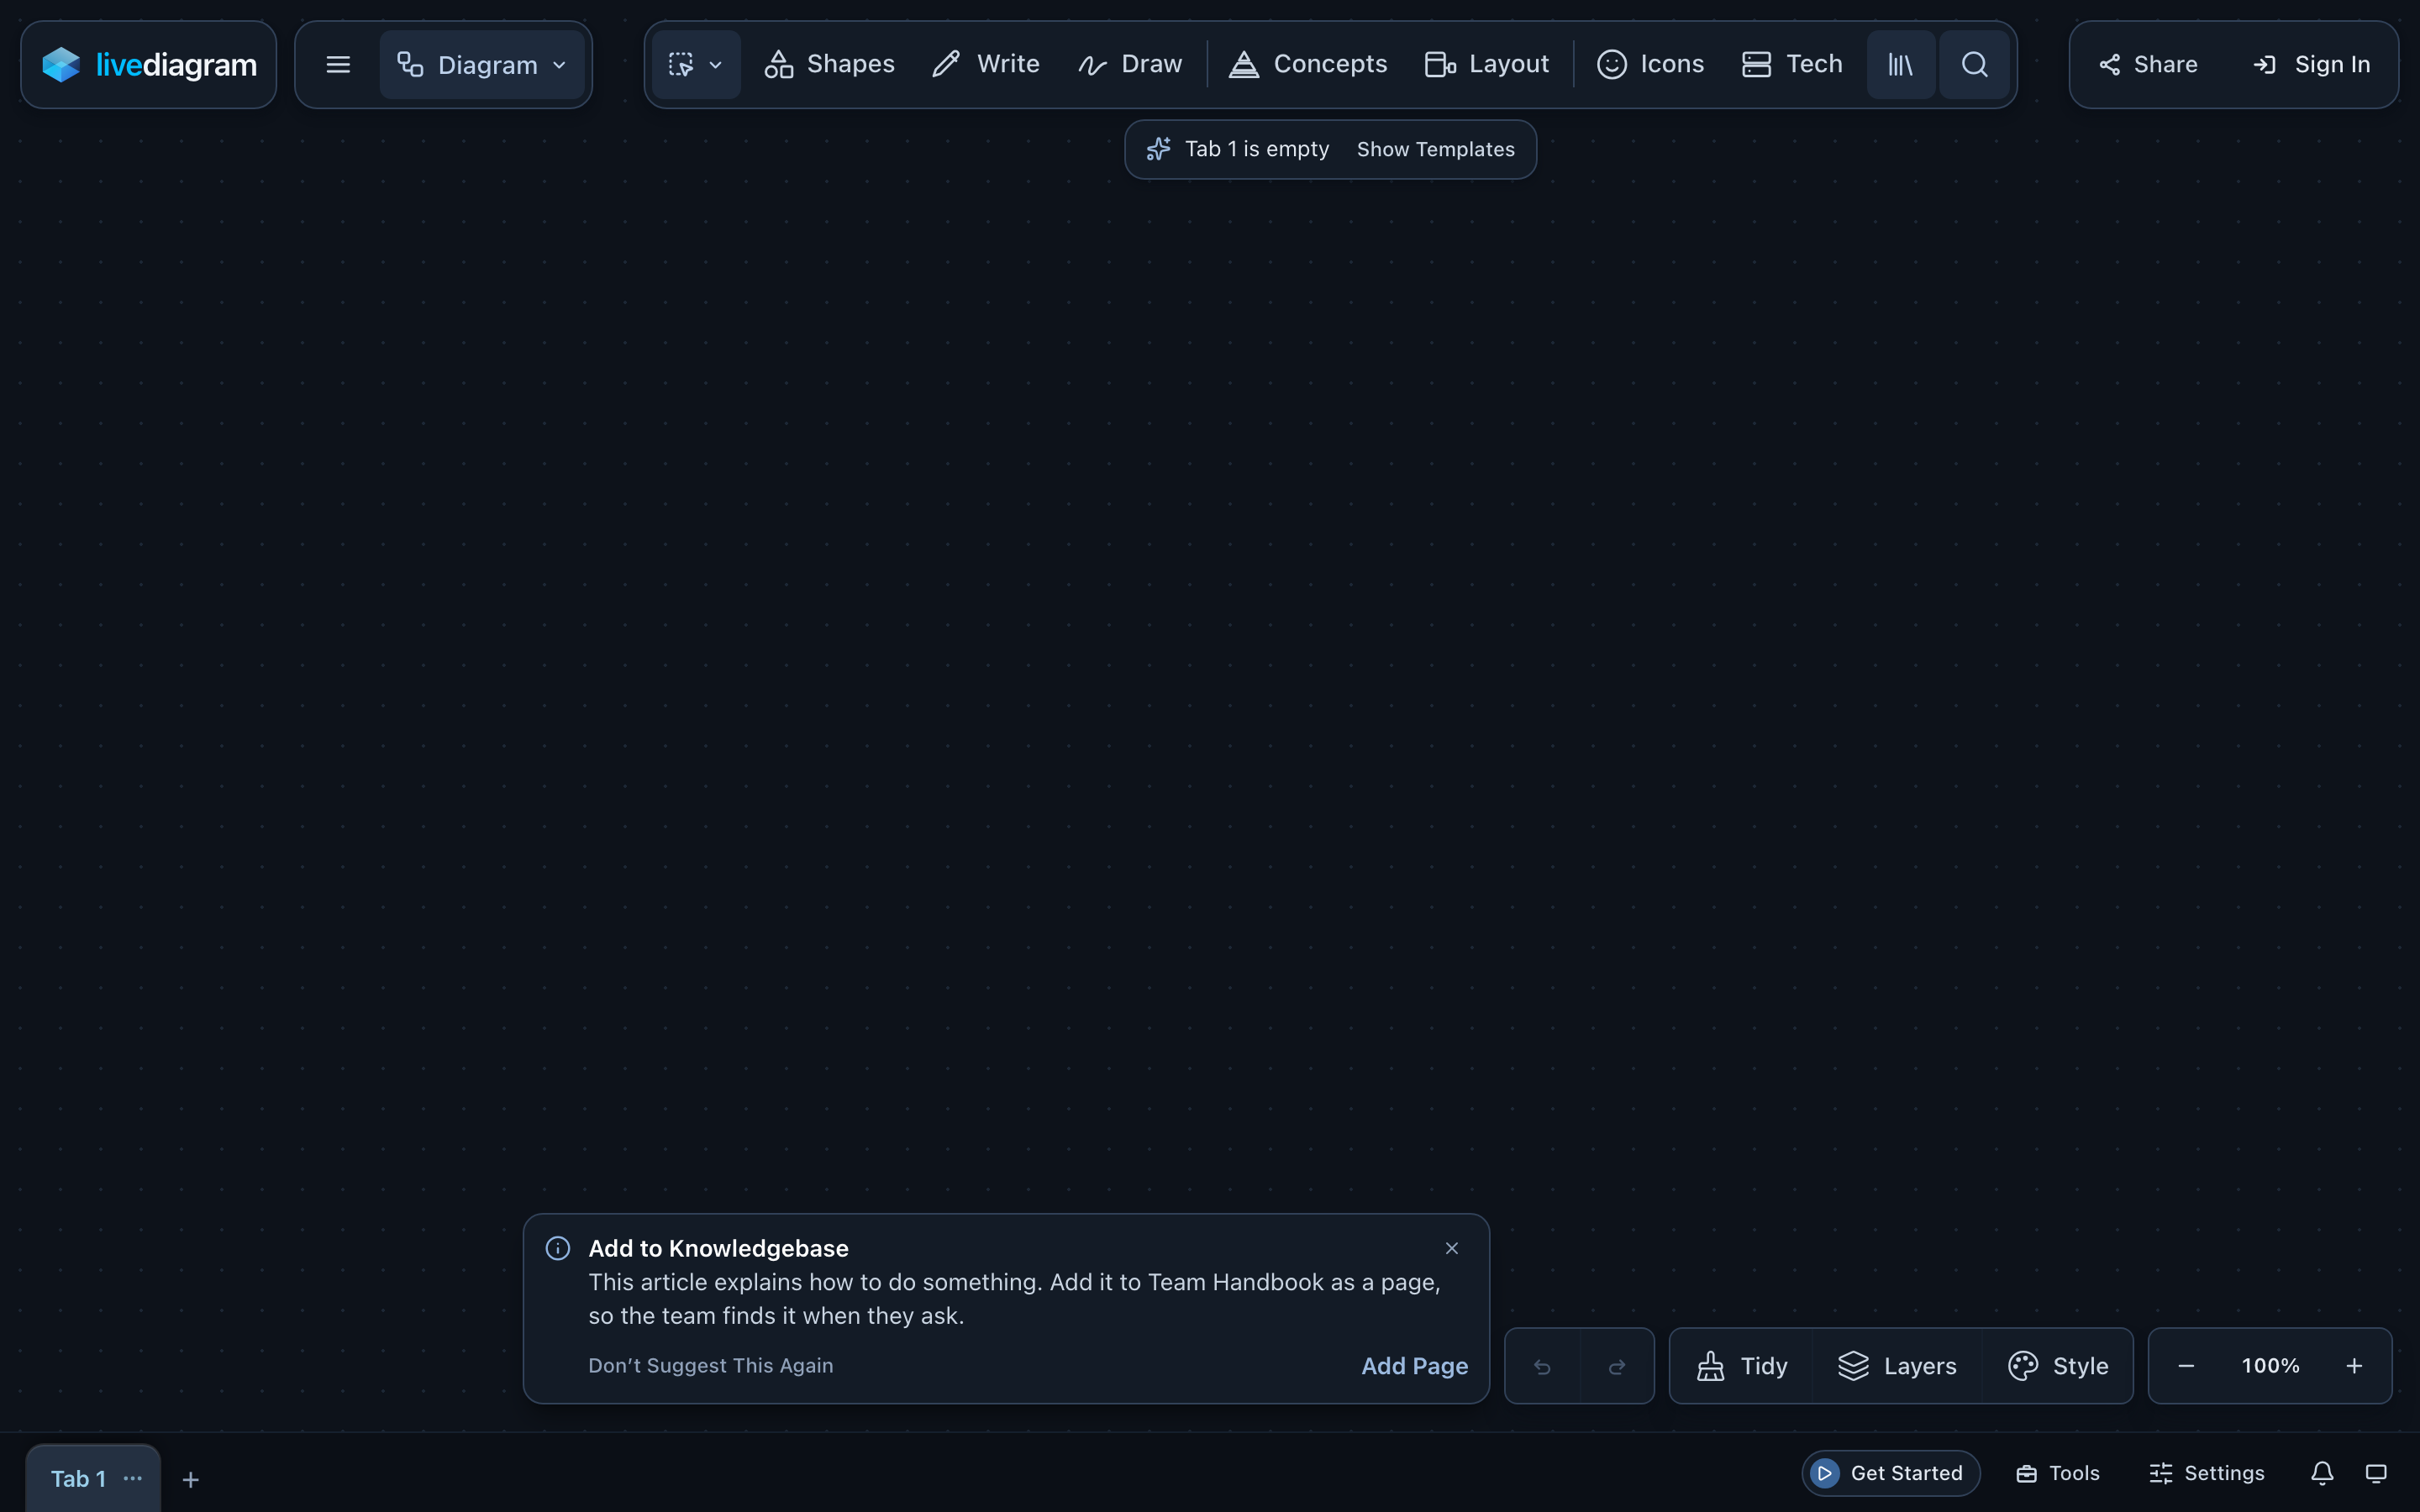 livediagram
Diagram
Shapes
Write
Draw
Concepts
Layout
Icons
Tech
Share
Sign In
Tab 1 is empty
Show Templates
Add to Knowledgebase
This article explains how to do something. Add it to Team Handbook as a page,
so the team finds it when they ask.
Don’t Suggest This Again
Add Page
Tidy
Layers
Style
100%
Tab 1
Get Started
Tools
Settings